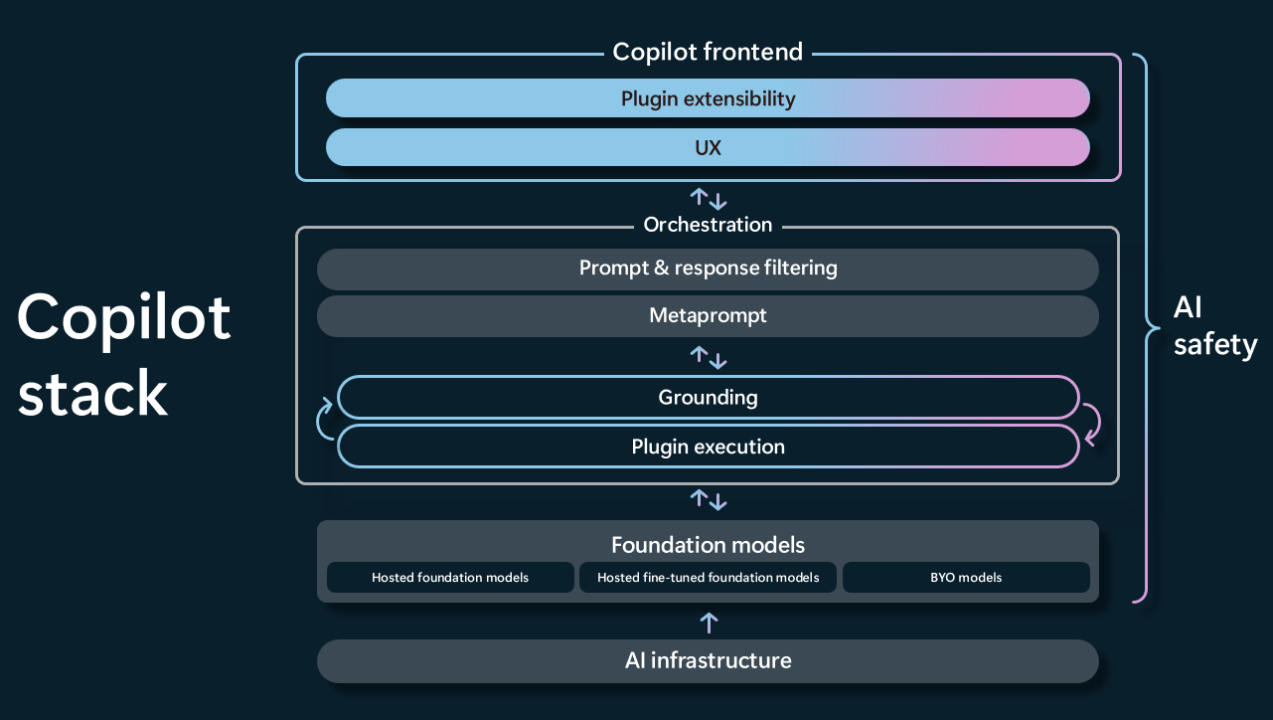 Copilot frontend
Plugin extensibility
UX
Orchestration
Prompt & response filtering
Metaprompt
Grounding
Plugin execution
Foundation models
Hosted foundation models
Hosted fine-tuned foundation models
BYO models
AI infrastructure
Copilot
stack
AI
safety